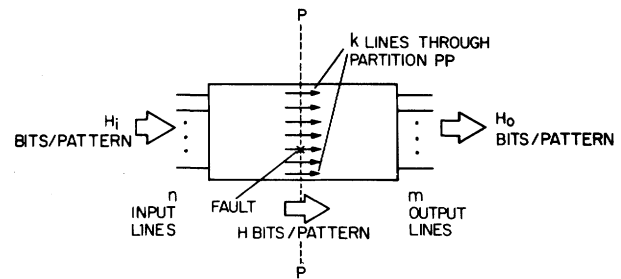 P
k LINES THROUGH
PARTITION PP
Hi
BITS/PATTERN
Ho
BITS/PATTERN
n
INPUT
LINES
FAULT
H BITS/PATTERN
m
OUTPUT
LINES
P